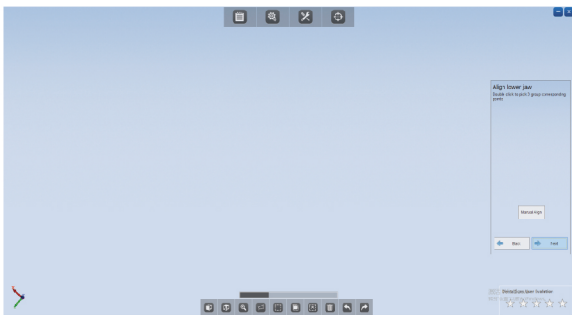 Align lower jaw
Double click to pick 3 group corresponding
points
Manual Align
Back
Next